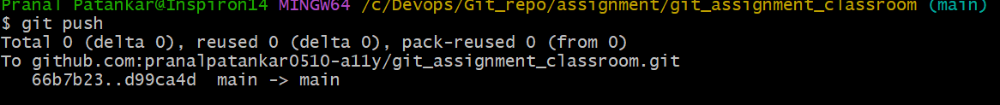 Pranal Patankar@Inspiron14 MINGW64 /c/Devops/Git_repo/assignment/git_assignment_classroom (main)
$ git push
Total 0 (delta 0), reused 0 (delta 0), pack-reused 0 (from 0)
To github.com:pranalpatankar0510-a11y/git_assignment_classroom.git
   66b7b23..d99ca4d  main -> main